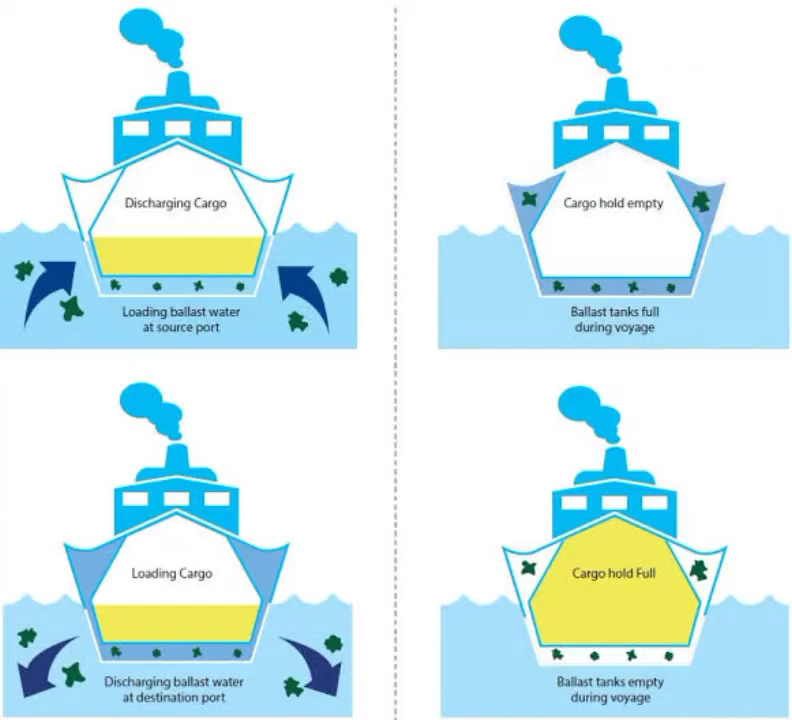 Discharging Cargo
Loading ballast water
at source port
Cargo hold empty
Ballast tanks full
during voyage
Loading Cargo
Discharging ballast water
at destination port
Cargo hold Full
Ballast tanks empty
during voyage